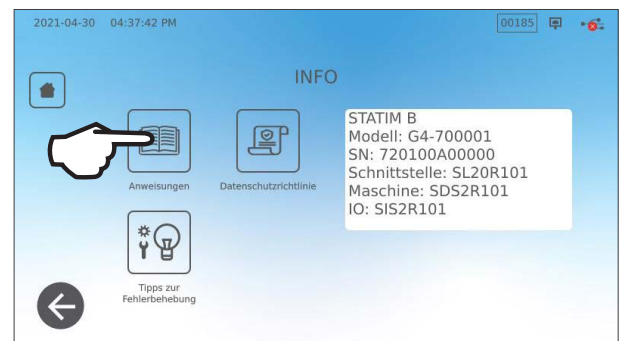 2021-04-30 04:37:42 PM
00185
INFO
STATIM B
Modell: G4-700001
SN: 720100A00000
Schnittstelle: SL20R101
Maschine: SDS2R101
IO: SIS2R101
Anweisungen
Datenschutzrichtlinie
Tipps zur
Fehlerbehebung